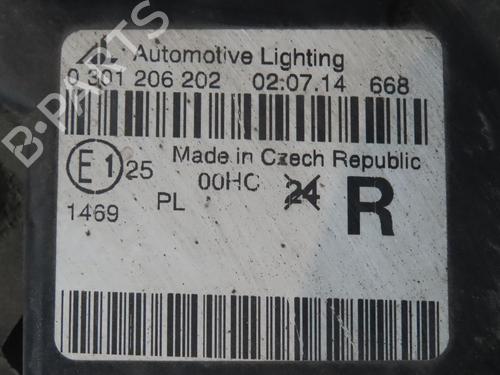 Automotive Lighting
0 301 206 202 02.07.14 668
Made in Czech Republic
E1 25 00HC 24 R
1469 PL
B-PARTS